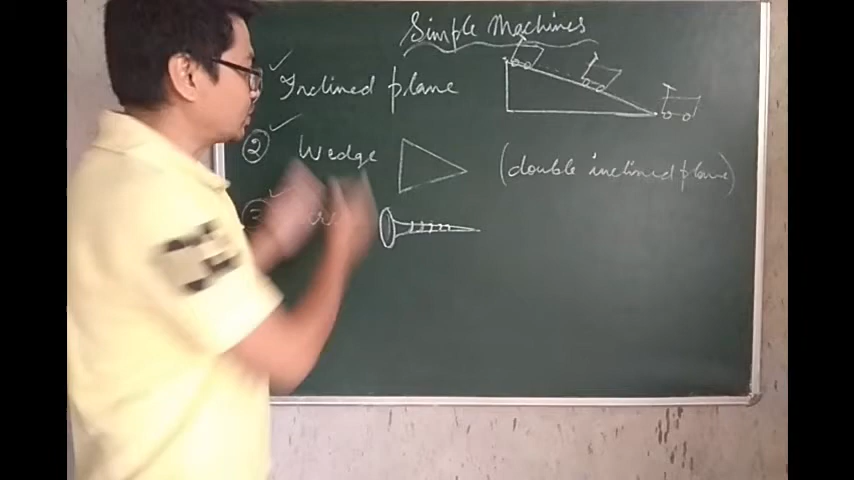 Simple Machines
Inclined plane
② Wedge (double inclined plane)